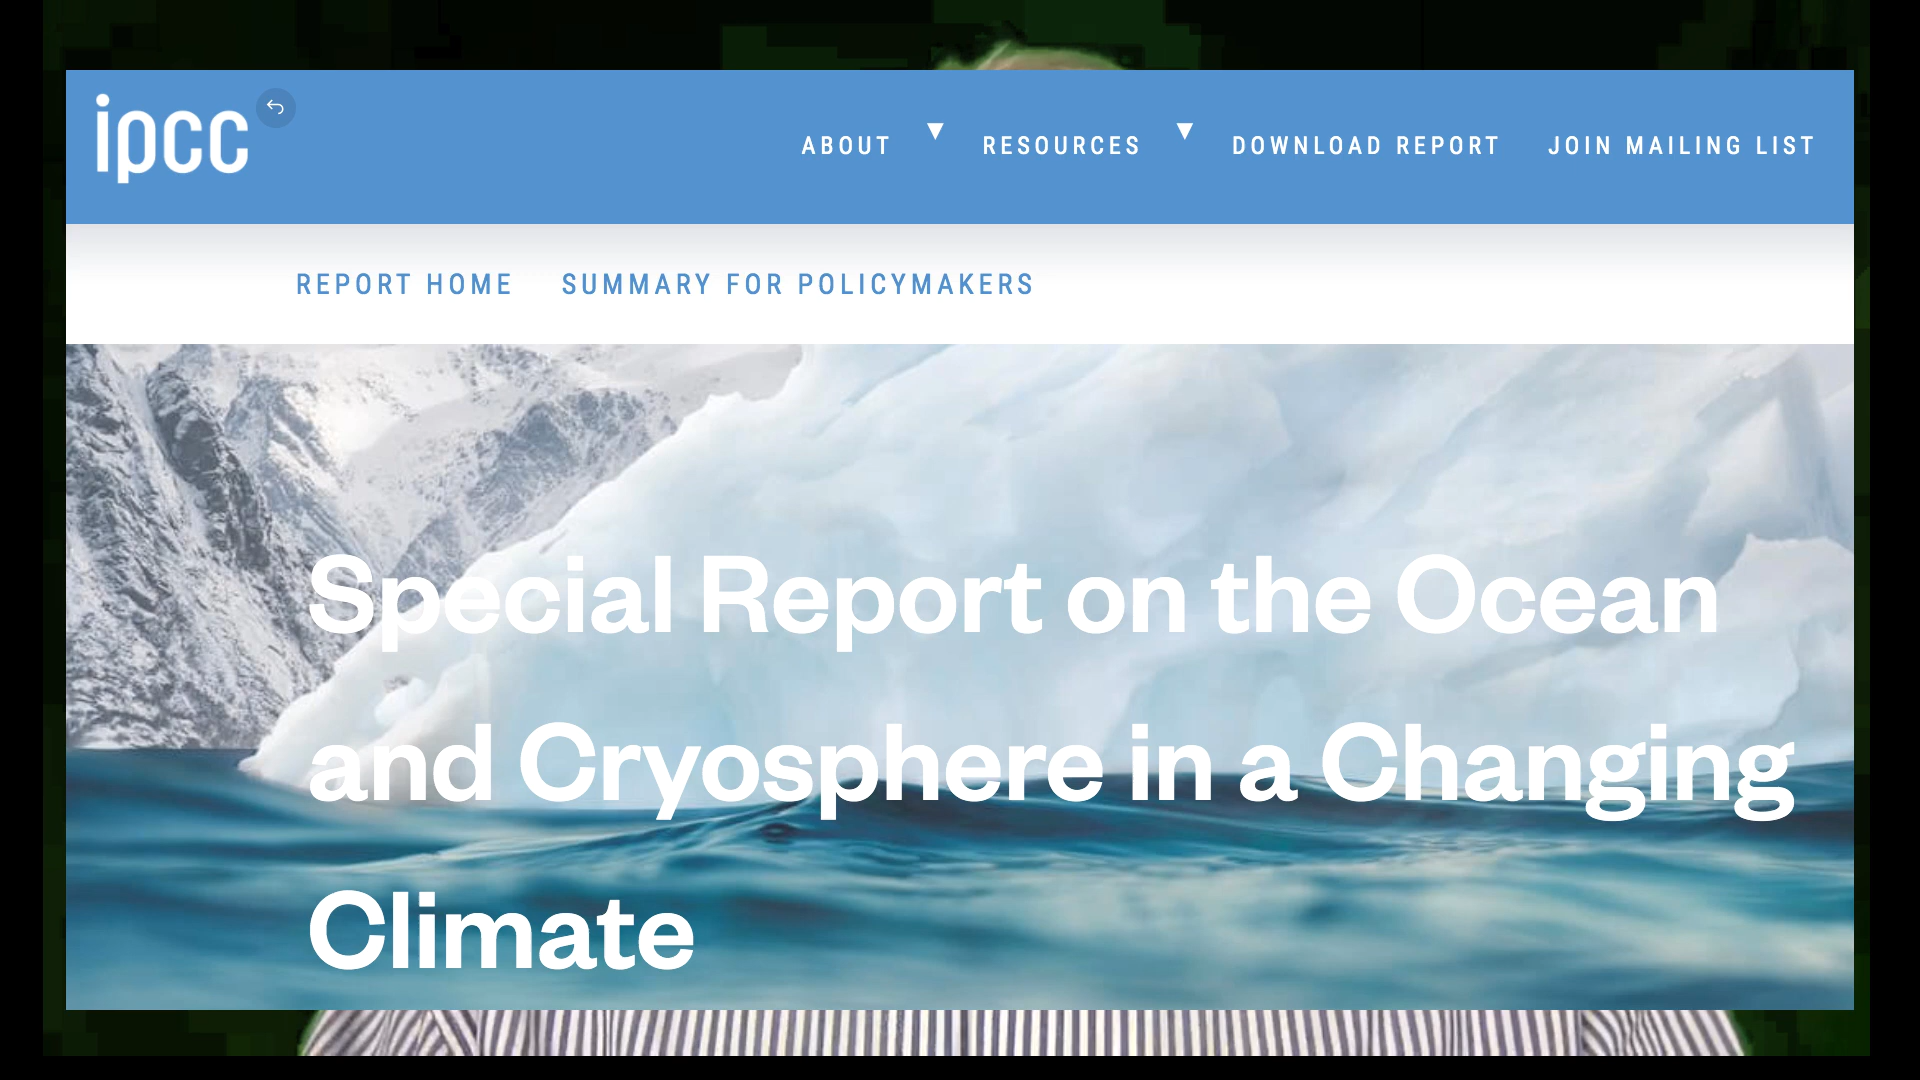 ipcc
ABOUT ▼ RESOURCES ▼ DOWNLOAD REPORT JOIN MAILING LIST
REPORT HOME SUMMARY FOR POLICYMAKERS
Special Report on the Ocean
and Cryosphere in a Changing
Climate